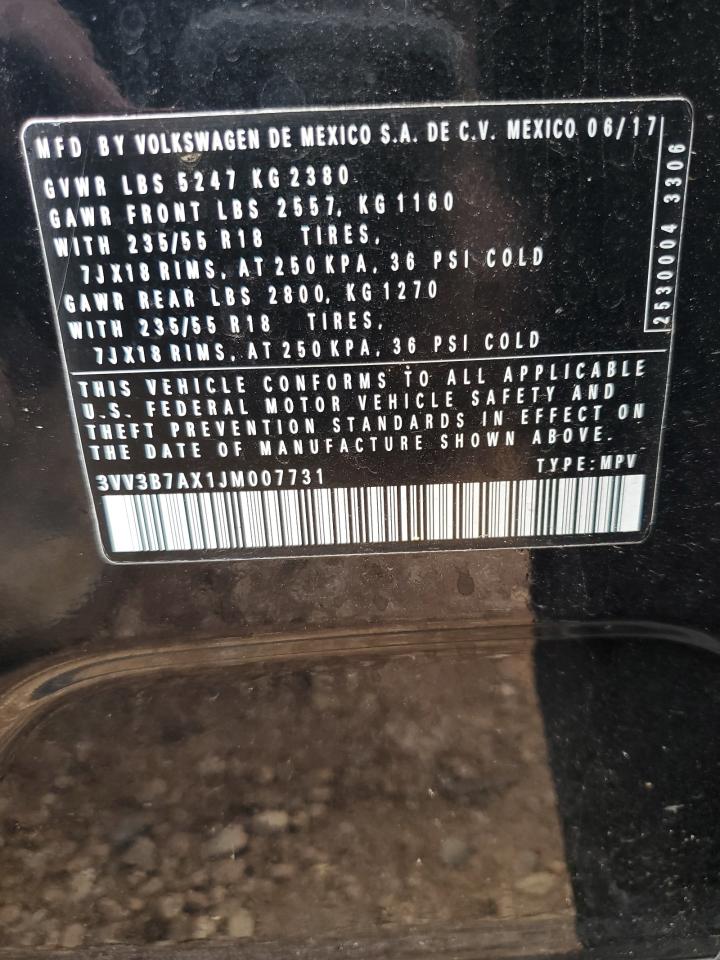 MFD BY VOLKSWAGEN DE MEXICO S.A. DE C.V. MEXICO 06/17
GVWR LBS 5247 KG 2380
GAWR FRONT LBS 2557, KG 1160
WITH 235/55 R18 TIRES,
7JX18 RIMS, AT 250 KPA, 36 PSI COLD
GAWR REAR LBS 2800, KG 1270
WITH 235/55 R18 TIRES,
7JX18 RIMS, AT 250 KPA, 36 PSI COLD
2530004 3306
THIS VEHICLE CONFORMS TO ALL APPLICABLE
U.S. FEDERAL MOTOR VEHICLE SAFETY AND
THEFT PREVENTION STANDARDS IN EFFECT ON
THE DATE OF MANUFACTURE SHOWN ABOVE.
3VV3B7AX1JM007731 TYPE: MPV